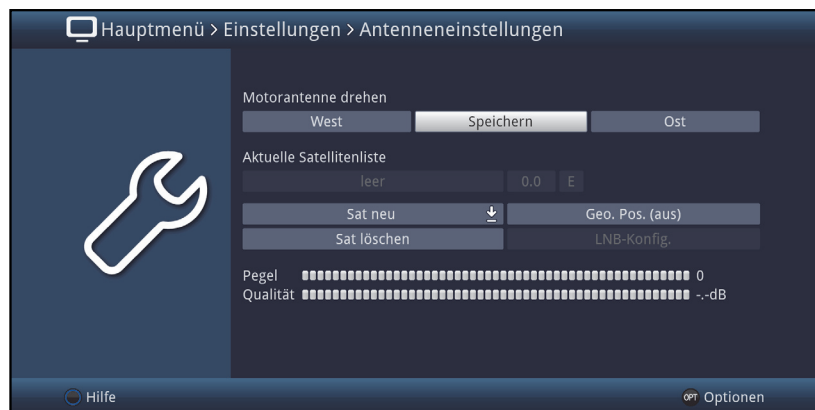 Hauptmenü > Einstellungen > Antenneneinstellungen
Motorantenne drehen
West Speichern Ost
Aktuelle Satellitenliste
leer 0.0 E
Sat neu Geo. Pos. (aus)
Sat löschen LNB-Konfig.
Pegel 0
Qualität -.-dB
Hilfe OPT Optionen